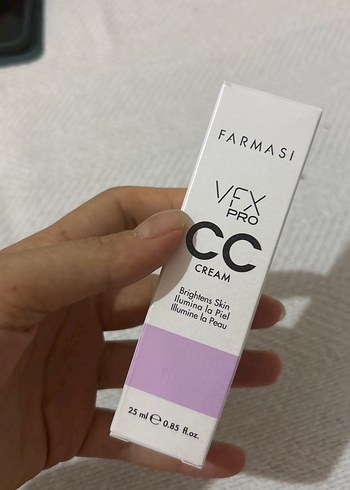 FARMASI
VFX
PRO
CC
CREAM
Brightens Skin
Ilumina la Piel
Illumine la Peau
25 ml ℮ 0.85 fl.oz.